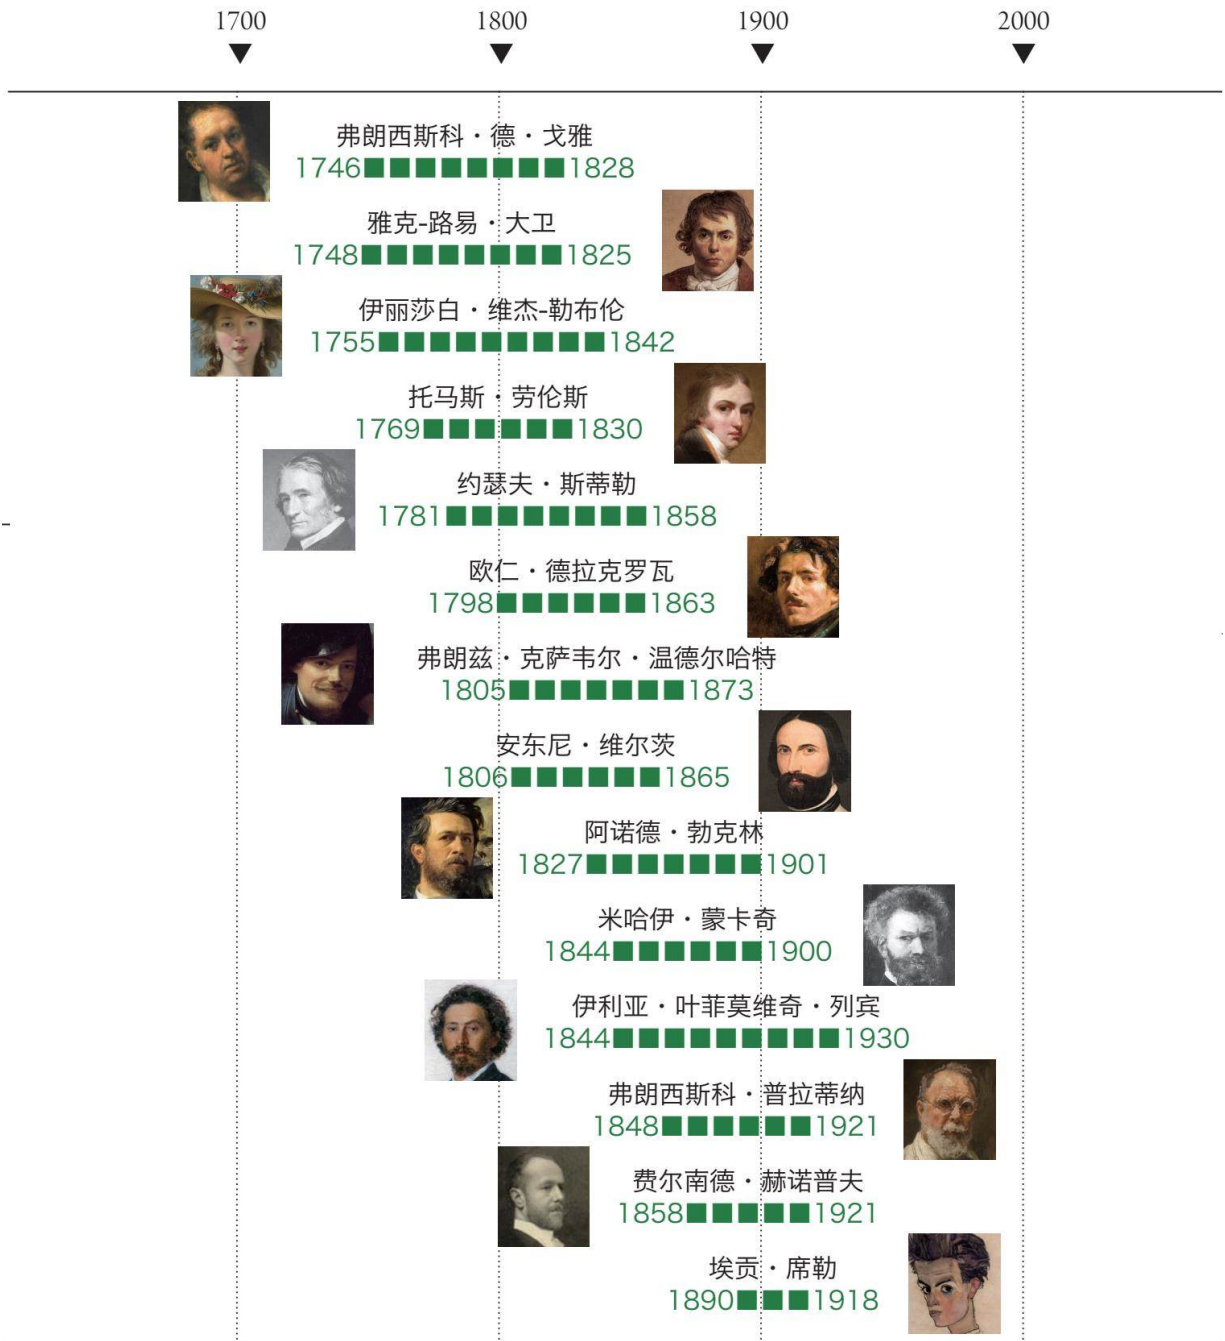 1700 1800 1900 2000
弗朗西斯科·德·戈雅
1746■■■■■■■■1828
雅克-路易·大卫
1748■■■■■■■■1825
伊丽莎白·维杰-勒布伦
1755■■■■■■■■■1842
托马斯·劳伦斯
1769■■■■■■1830
约瑟夫·斯蒂勒
1781■■■■■■■■1858
欧仁·德拉克罗瓦
1798■■■■■■1863
弗朗兹·克萨韦尔·温德尔哈特
1805■■■■■■■1873
安东尼·维尔茨
1806■■■■■■1865
阿诺德·勃克林
1827■■■■■■■1901
米哈伊·蒙卡奇
1844■■■■■■1900
伊利亚·叶菲莫维奇·列宾
1844■■■■■■■■■1930
弗朗西斯科·普拉蒂纳
1848■■■■■■1921
费尔南德·赫诺普夫
1858■■■■■1921
埃贡·席勒
1890■■■1918